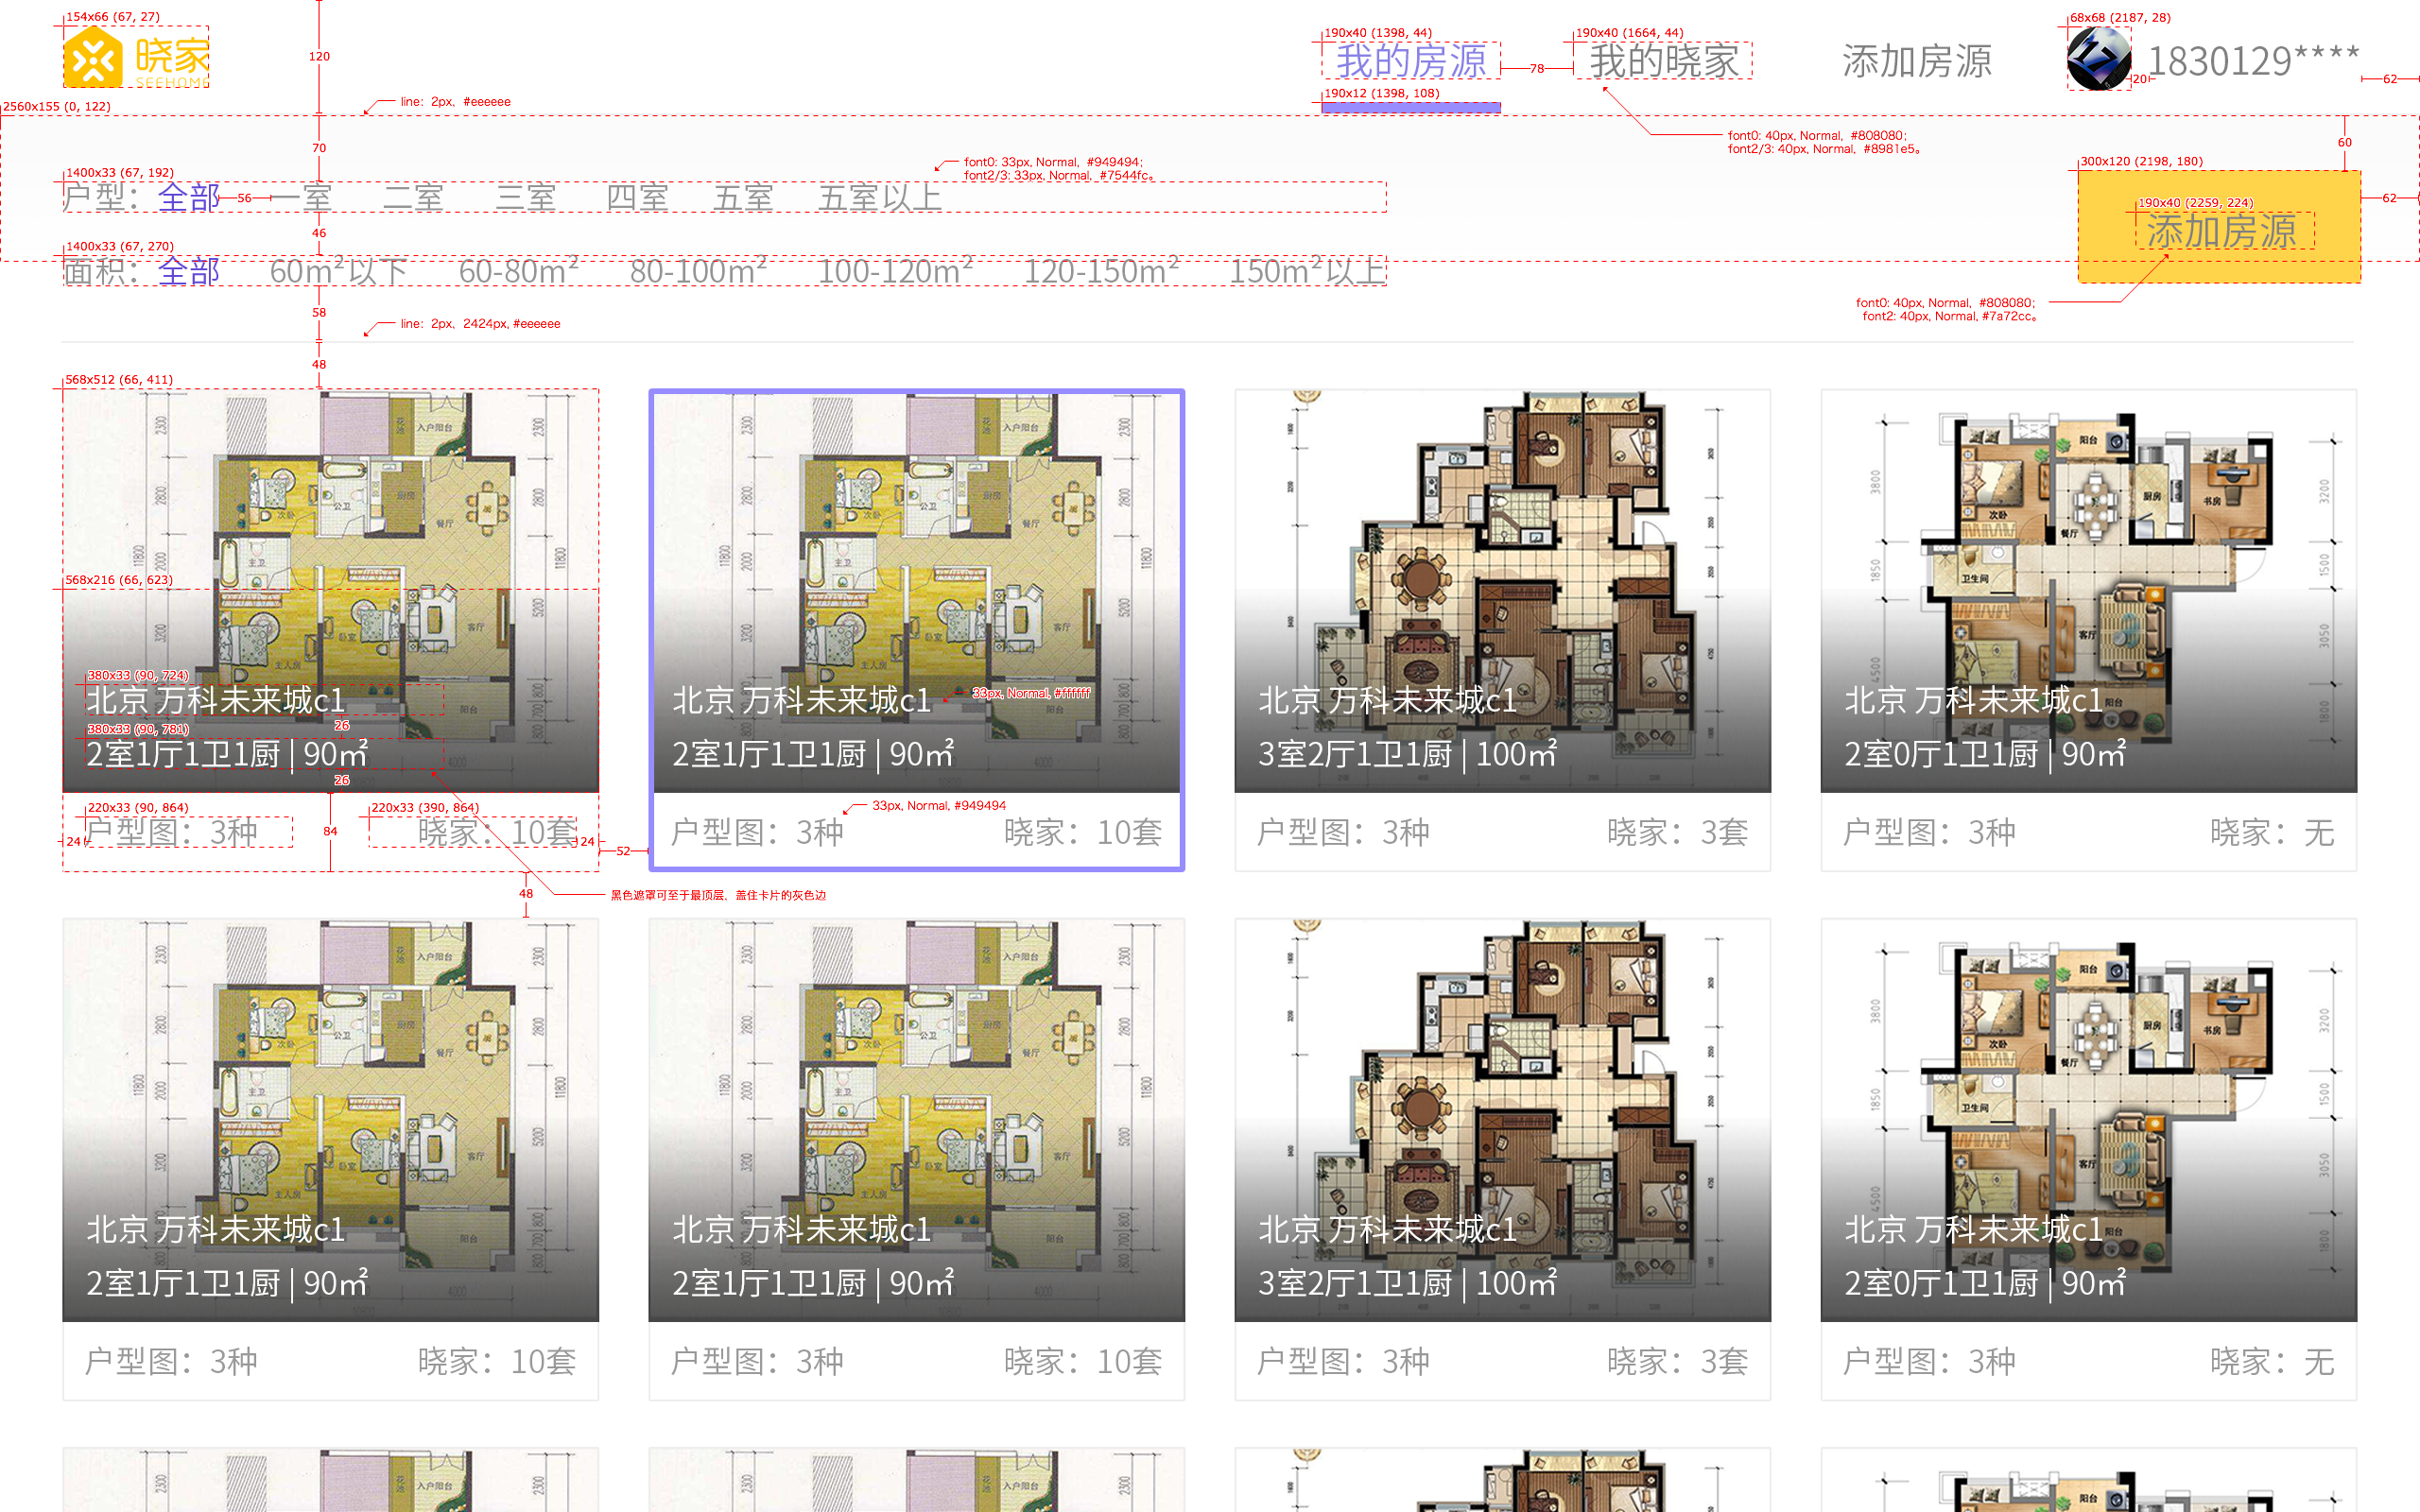 154x66 (67, 27)
晓家
SEEHOME
120
190x40 (1398, 44)
我的房源
78
190x40 (1664, 44)
我的晓家
添加房源
68x68 (2187, 28)
20
1830129****
62
190x12 (1398, 108)
2560x155 (0, 122)
line: 2px, #eeeeee
font0: 40px, Normal, #808080;
font2/3: 40px, Normal, #8981e5。
70
60
1400x33 (67, 192)
font0: 33px, Normal, #949494;
font2/3: 33px, Normal, #7544fc。
300x120 (2198, 180)
户型： 全部 56 一室 二室 三室 四室 五室 五室以上
62
190x40 (2259, 224)
添加房源
46
1400x33 (67, 270)
面积： 全部 60m²以下 60-80m² 80-100m² 100-120m² 120-150m² 150m²以上
font0: 40px, Normal, #808080;
font2: 40px, Normal, #7a72cc。
58
line: 2px, 2424px, #eeeeee
48
568x512 (66, 411)
568x216 (66, 623)
380x33 (90, 724)
北京 万科未来城c1
26
380x33 (90, 781)
2室1厅1卫1厨 | 90㎡
26
220x33 (90, 864)
220x33 (390, 864)
24
户型图：3种
84
晓家：10套
24
52
北京 万科未来城c1
33px, Normal, #ffffff
2室1厅1卫1厨 | 90㎡
33px, Normal, #949494
户型图：3种 晓家：10套
北京 万科未来城c1
3室2厅1卫1厨 | 100㎡
户型图：3种 晓家：3套
北京 万科未来城c1
2室0厅1卫1厨 | 90㎡
户型图：3种 晓家：无
48
黑色遮罩可至于最顶层，盖住卡片的灰色边
北京 万科未来城c1
2室1厅1卫1厨 | 90㎡
户型图：3种 晓家：10套
北京 万科未来城c1
2室1厅1卫1厨 | 90㎡
户型图：3种 晓家：10套
北京 万科未来城c1
3室2厅1卫1厨 | 100㎡
户型图：3种 晓家：3套
北京 万科未来城c1
2室0厅1卫1厨 | 90㎡
户型图：3种 晓家：无